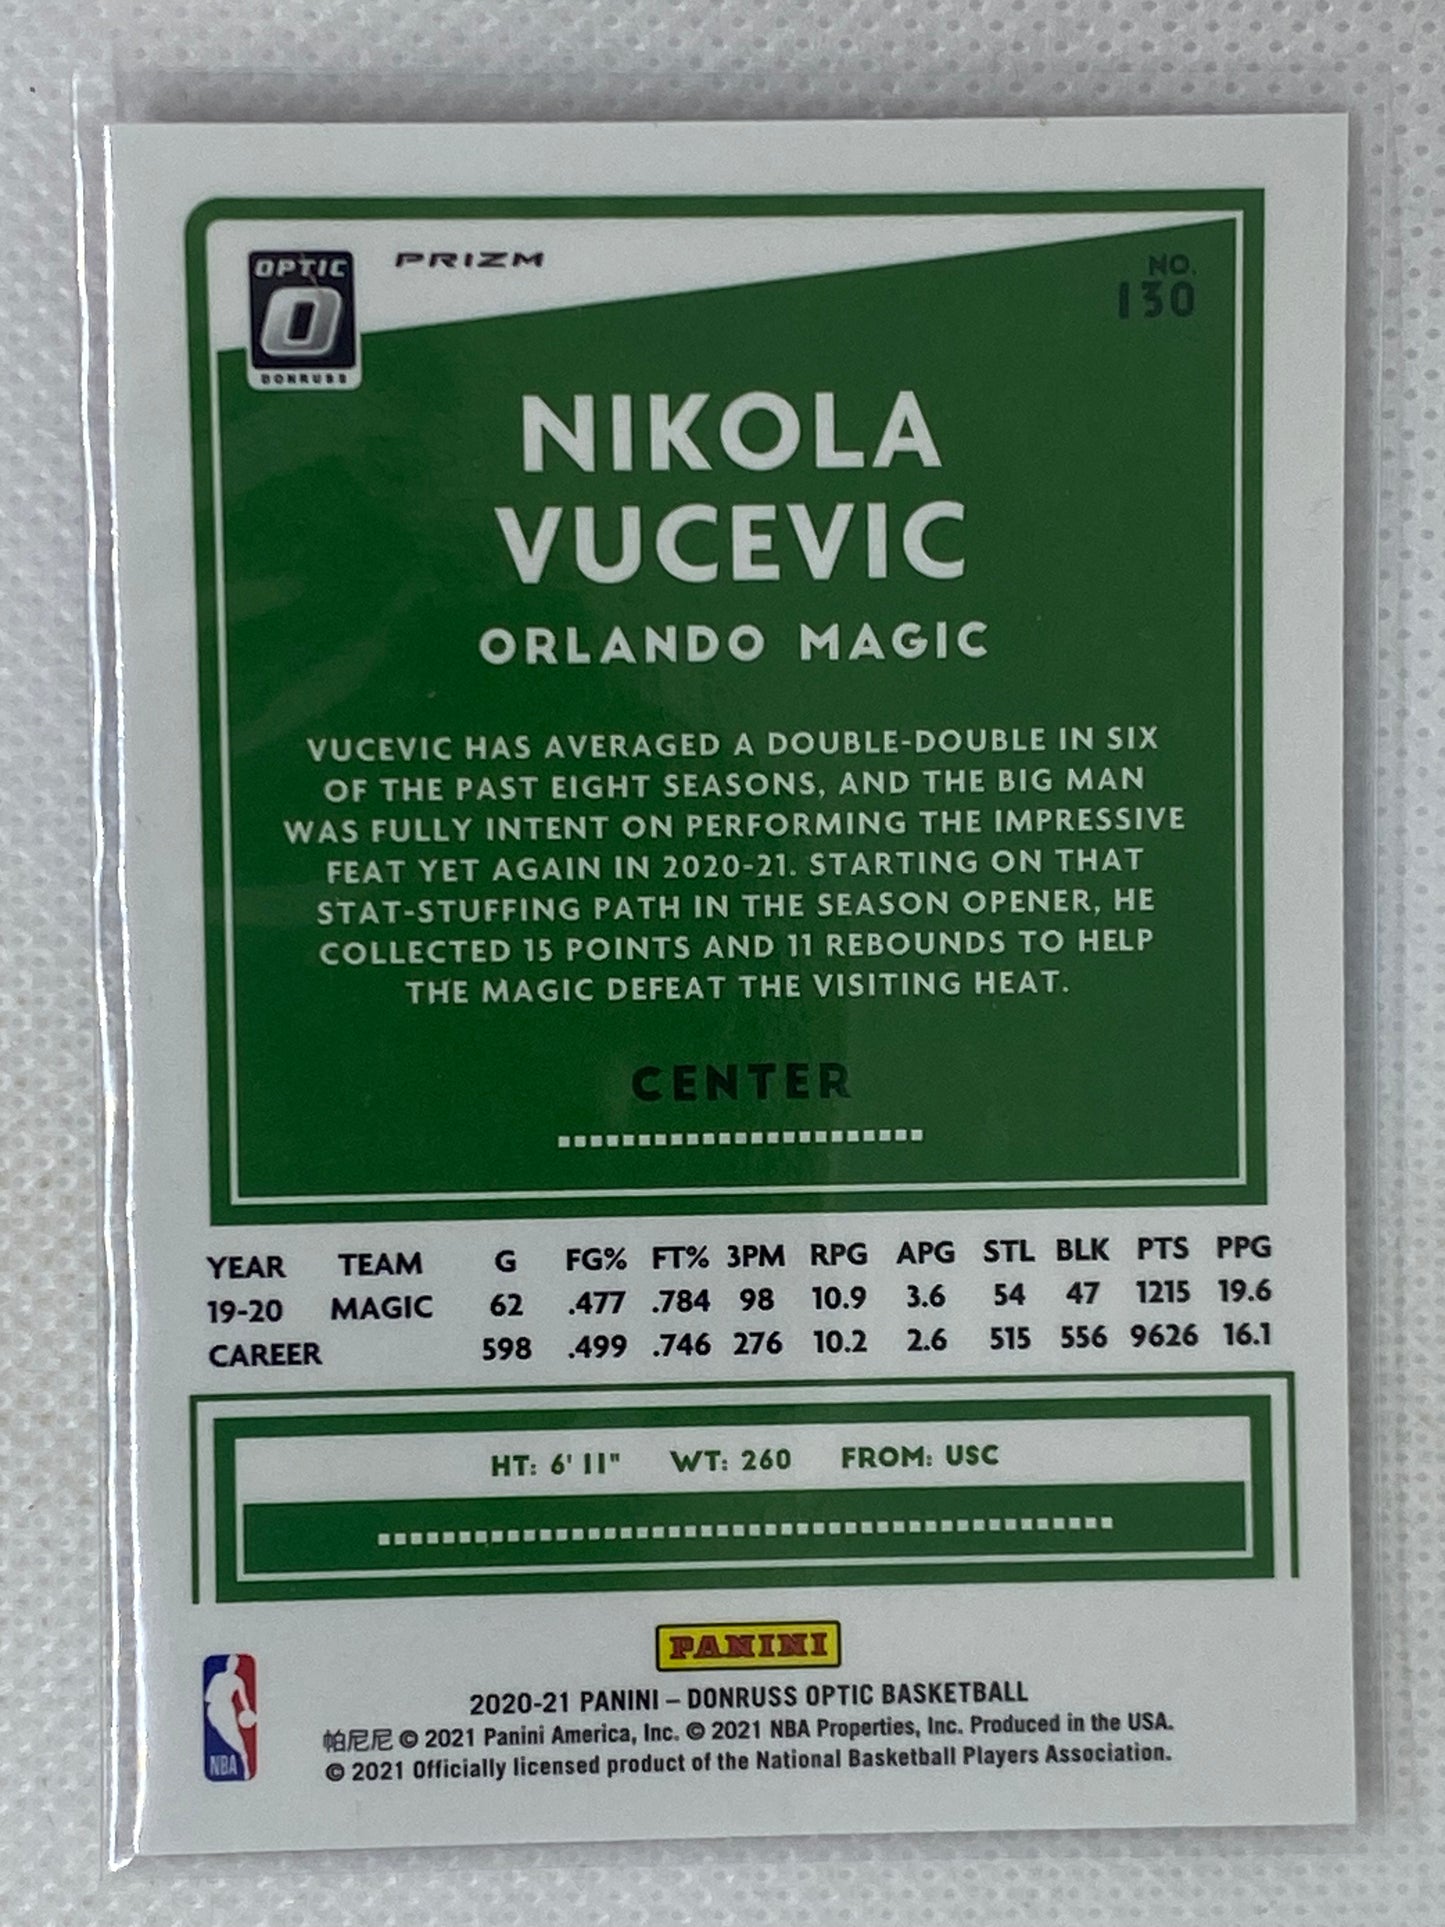 OPTIC
DONRUSS
PRIZM
NO.
130
NIKOLA
VUCEVIC
ORLANDO MAGIC
VUCEVIC HAS AVERAGED A DOUBLE-DOUBLE IN SIX
OF THE PAST EIGHT SEASONS, AND THE BIG MAN
WAS FULLY INTENT ON PERFORMING THE IMPRESSIVE
FEAT YET AGAIN IN 2020-21. STARTING ON THAT
STAT-STUFFING PATH IN THE SEASON OPENER, HE
COLLECTED 15 POINTS AND 11 REBOUNDS TO HELP
THE MAGIC DEFEAT THE VISITING HEAT.
CENTER
YEAR TEAM G FG% FT% 3PM RPG APG STL BLK PTS PPG
19-20 MAGIC 62 .477 .784 98 10.9 3.6 54 47 1215 19.6
CAREER 598 .499 .746 276 10.2 2.6 515 556 9626 16.1
HT: 6' 11" WT: 260 FROM: USC
PANINI
2020-21 PANINI – DONRUSS OPTIC BASKETBALL
帕尼尼 © 2021 Panini America, Inc. © 2021 NBA Properties, Inc. Produced in the USA.
© 2021 Officially licensed product of the National Basketball Players Association.
NBA